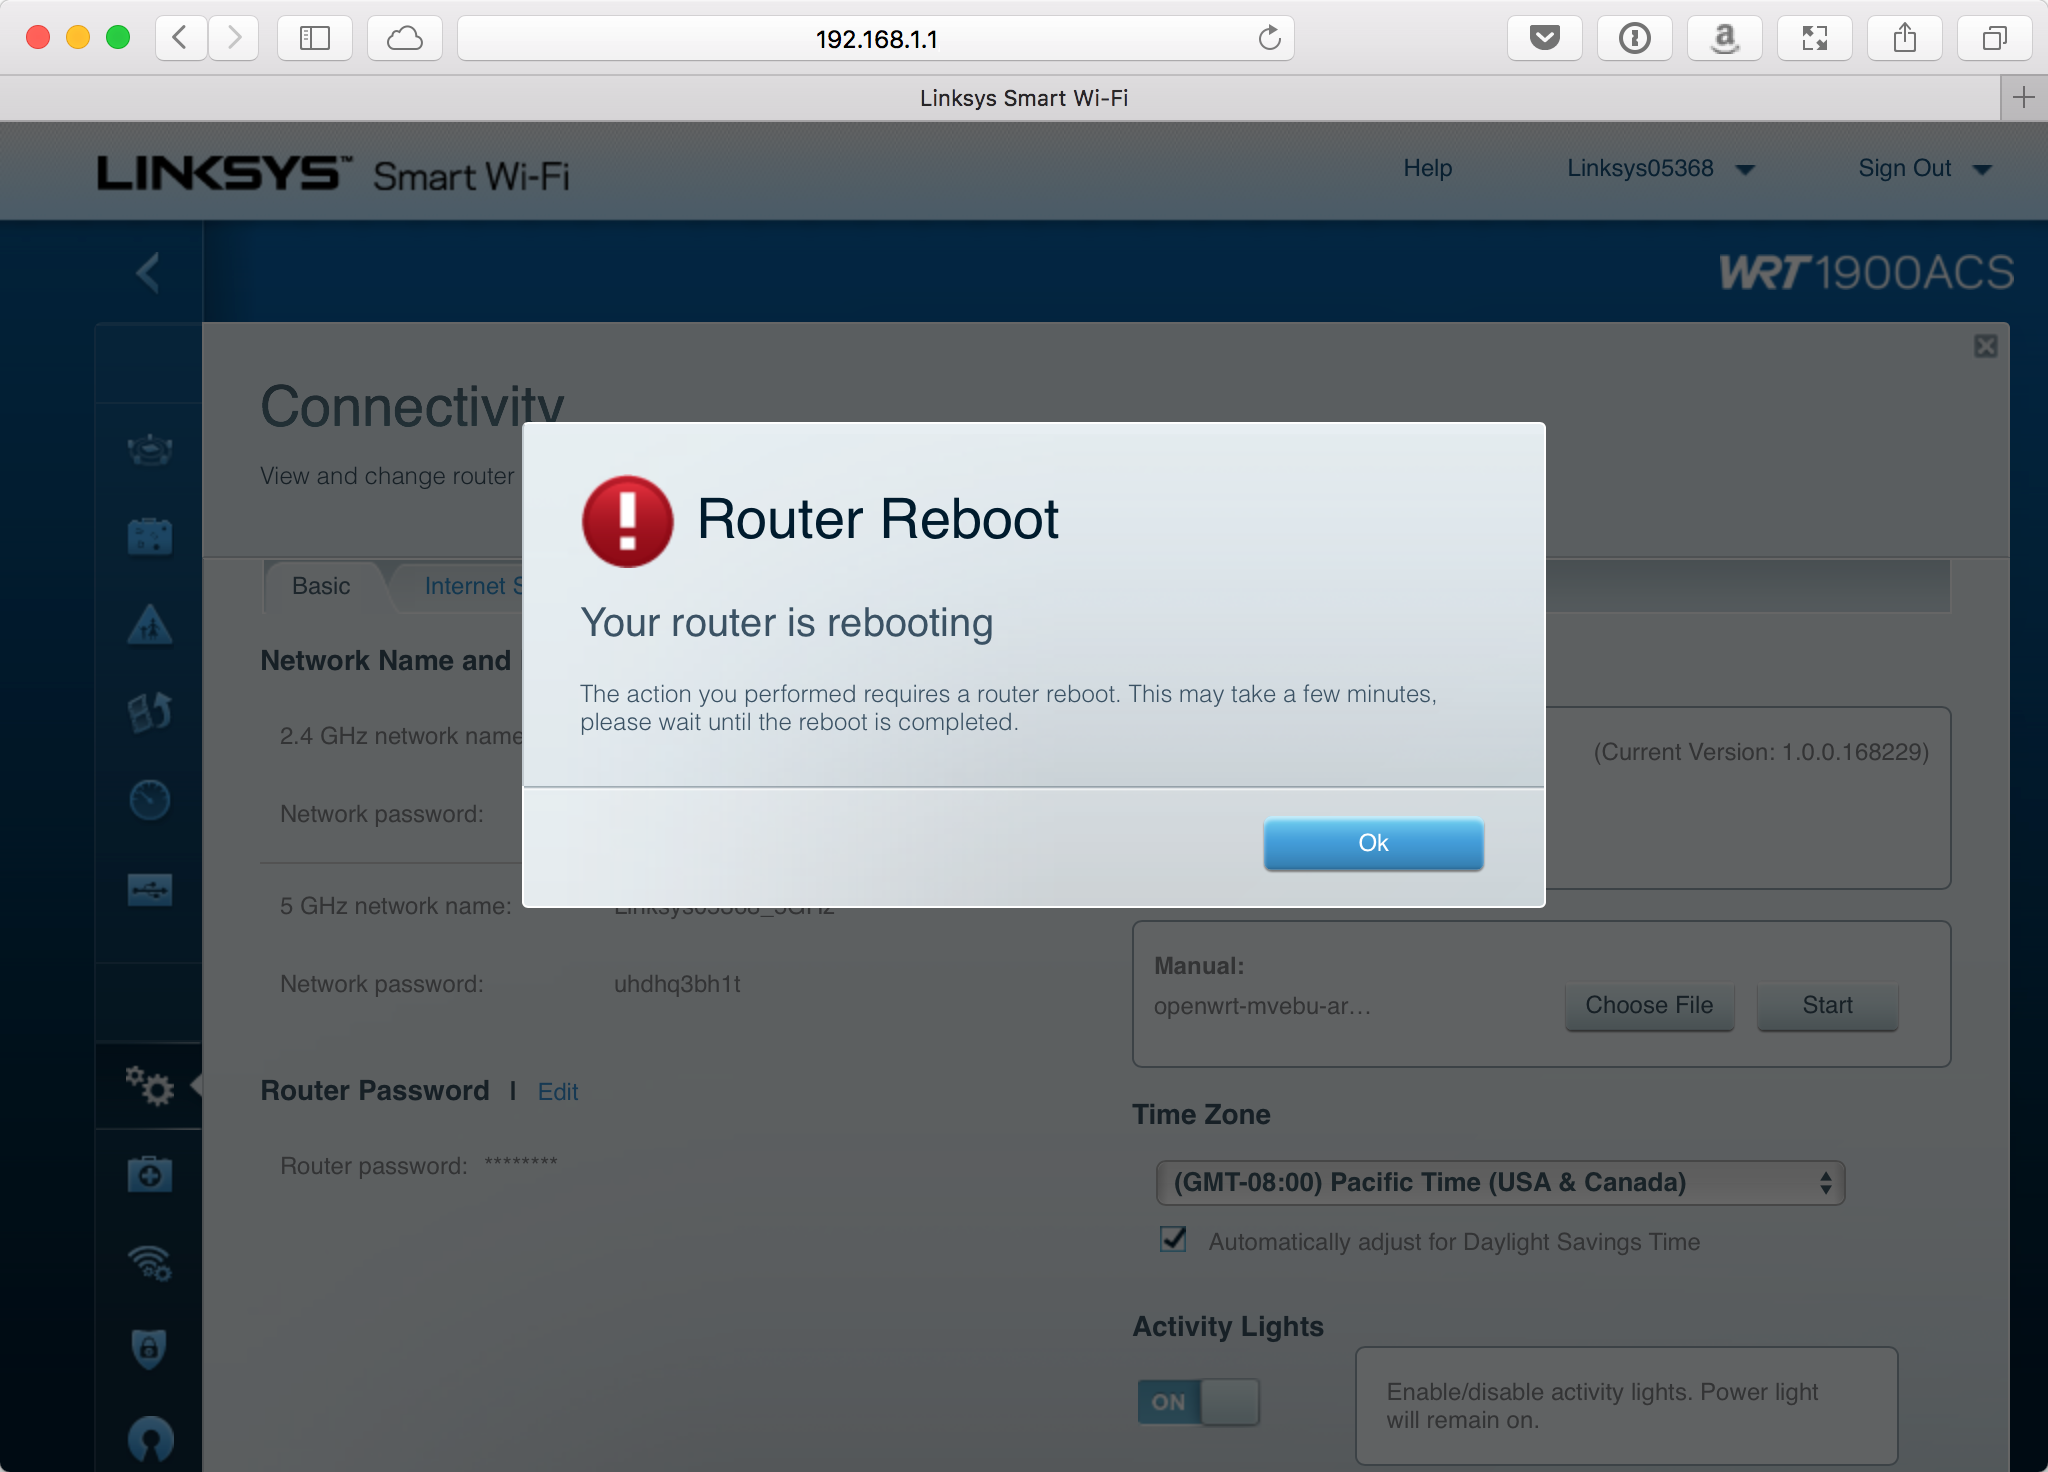 192.168.1.1
Linksys Smart Wi-Fi
LINKSYS™ Smart Wi-Fi
Help
Linksys05368
Sign Out
WRT1900ACS
Connectivity
View and change router
Router Reboot
Your router is rebooting
The action you performed requires a router reboot. This may take a few minutes,
please wait until the reboot is completed.
Ok
Basic
Internet
Network Name and
2.4 GHz network name
Network password:
5 GHz network name: Linksys05368_5GHz
Network password: uhdhq3bh1t
Router Password | Edit
Router password: ********
(Current Version: 1.0.0.168229)
Manual:
openwrt-mvebu-ar...
Choose File
Start
Time Zone
(GMT-08:00) Pacific Time (USA & Canada)
Automatically adjust for Daylight Savings Time
Activity Lights
ON
Enable/disable activity lights. Power light
will remain on.